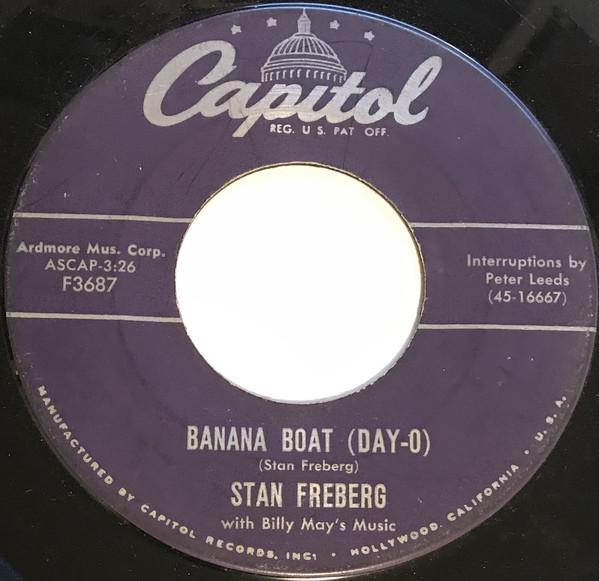 Capitol
REG. U.S. PAT. OFF.
Ardmore Mus. Corp.
ASCAP-3:26
F3687
Interruptions by
Peter Leeds
(45-16667)
BANANA BOAT (DAY-O)
(Stan Freberg)
STAN FREBERG
with Billy May's Music
MANUFACTURED BY CAPITOL RECORDS, INC. • HOLLYWOOD, CALIFORNIA • U.S.A.